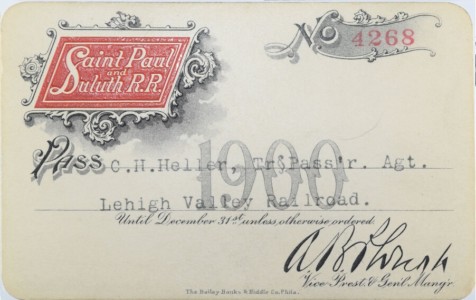 Saint Paul
and
Duluth R.R.
No 4268
Pass C.H.Heller, Tr.Pass'r. Agt.
1900
Lehigh Valley Railroad.
Until December 31st unless otherwise ordered.
Vice Prest. & Genl Mang'r
The Bailey Banks & Biddle Co. Phila.